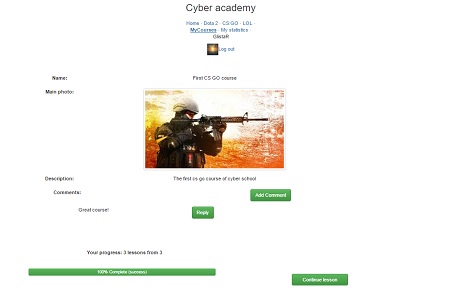 Cyber academy
Home · Dota 2 · CS GO · LOL ·
MyCourses · My statistics ·
GlistaR
Log out
Name: First CS GO course
Main photo:
Description: The first cs go course of cyber school
Comments:
Add Comment
Great course!
Reply
Your progress: 3 lessons from 3
100% Complete (success)
Continue lesson